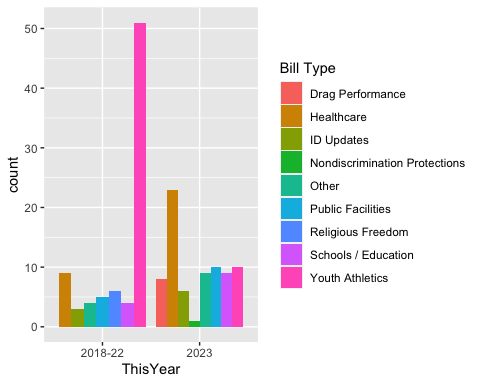 50
40
30
20
10
0
count
2018-22
2023
ThisYear
Bill Type
Drag Performance
Healthcare
ID Updates
Nondiscrimination Protections
Other
Public Facilities
Religious Freedom
Schools / Education
Youth Athletics